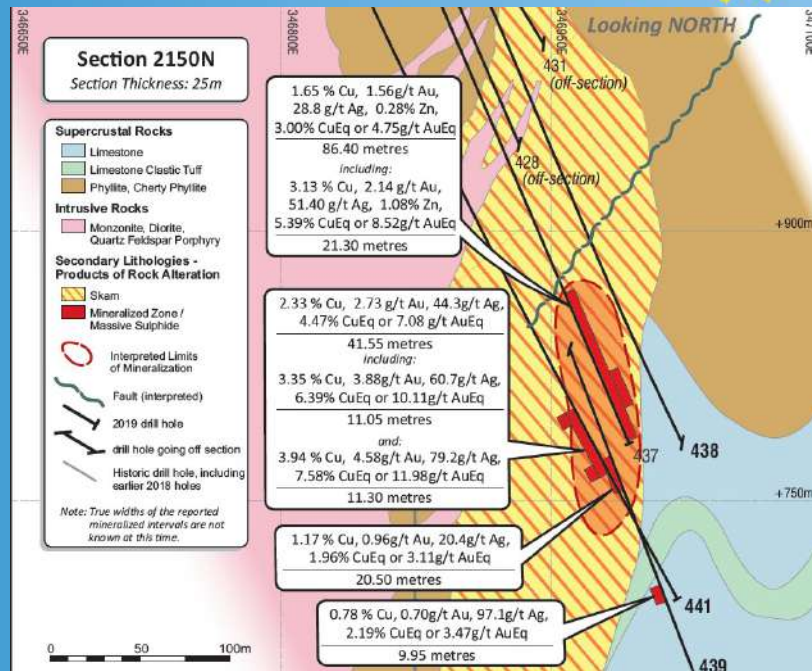 346650E
346800E
346950E
347100E
Looking NORTH
Section 2150N
Section Thickness: 25m
Supercrustal Rocks
Limestone
Limestone Clastic Tuff
Phyllite, Cherty Phyllite
Intrusive Rocks
Monzonite, Diorite,
Quartz Feldspar Porphyry
Secondary Lithologies -
Products of Rock Alteration
Skarn
Mineralized Zone /
Massive Sulphide
Interpreted Limits
of Mineralization
Fault (interpreted)
2019 drill hole
drill hole going off section
Historic drill hole, including
earlier 2018 holes
Note: True widths of the reported
mineralized intervals are not
known at this time.
0 50 100m
1.65 % Cu, 1.56g/t Au,
28.8 g/t Ag, 0.28% Zn,
3.00% CuEq or 4.75g/t AuEq
86.40 metres
including:
3.13 % Cu, 2.14 g/t Au,
51.40 g/t Ag, 1.08% Zn,
5.39% CuEq or 8.52g/t AuEq
21.30 metres
2.33 % Cu, 2.73 g/t Au, 44.3g/t Ag,
4.47% CuEq or 7.08 g/t AuEq
41.55 metres
including:
3.35 % Cu, 3.88g/t Au, 60.7g/t Ag,
6.39% CuEq or 10.11g/t AuEq
11.05 metres
and:
3.94 % Cu, 4.58g/t Au, 79.2g/t Ag,
7.58% CuEq or 11.98g/t AuEq
11.30 metres
1.17 % Cu, 0.96g/t Au, 20.4g/t Ag,
1.96% CuEq or 3.11g/t AuEq
20.50 metres
0.78 % Cu, 0.70g/t Au, 97.1g/t Ag,
2.19% CuEq or 3.47g/t AuEq
9.95 metres
431
(off-section)
428
(off-section)
+900m
437
438
+750m
441
439